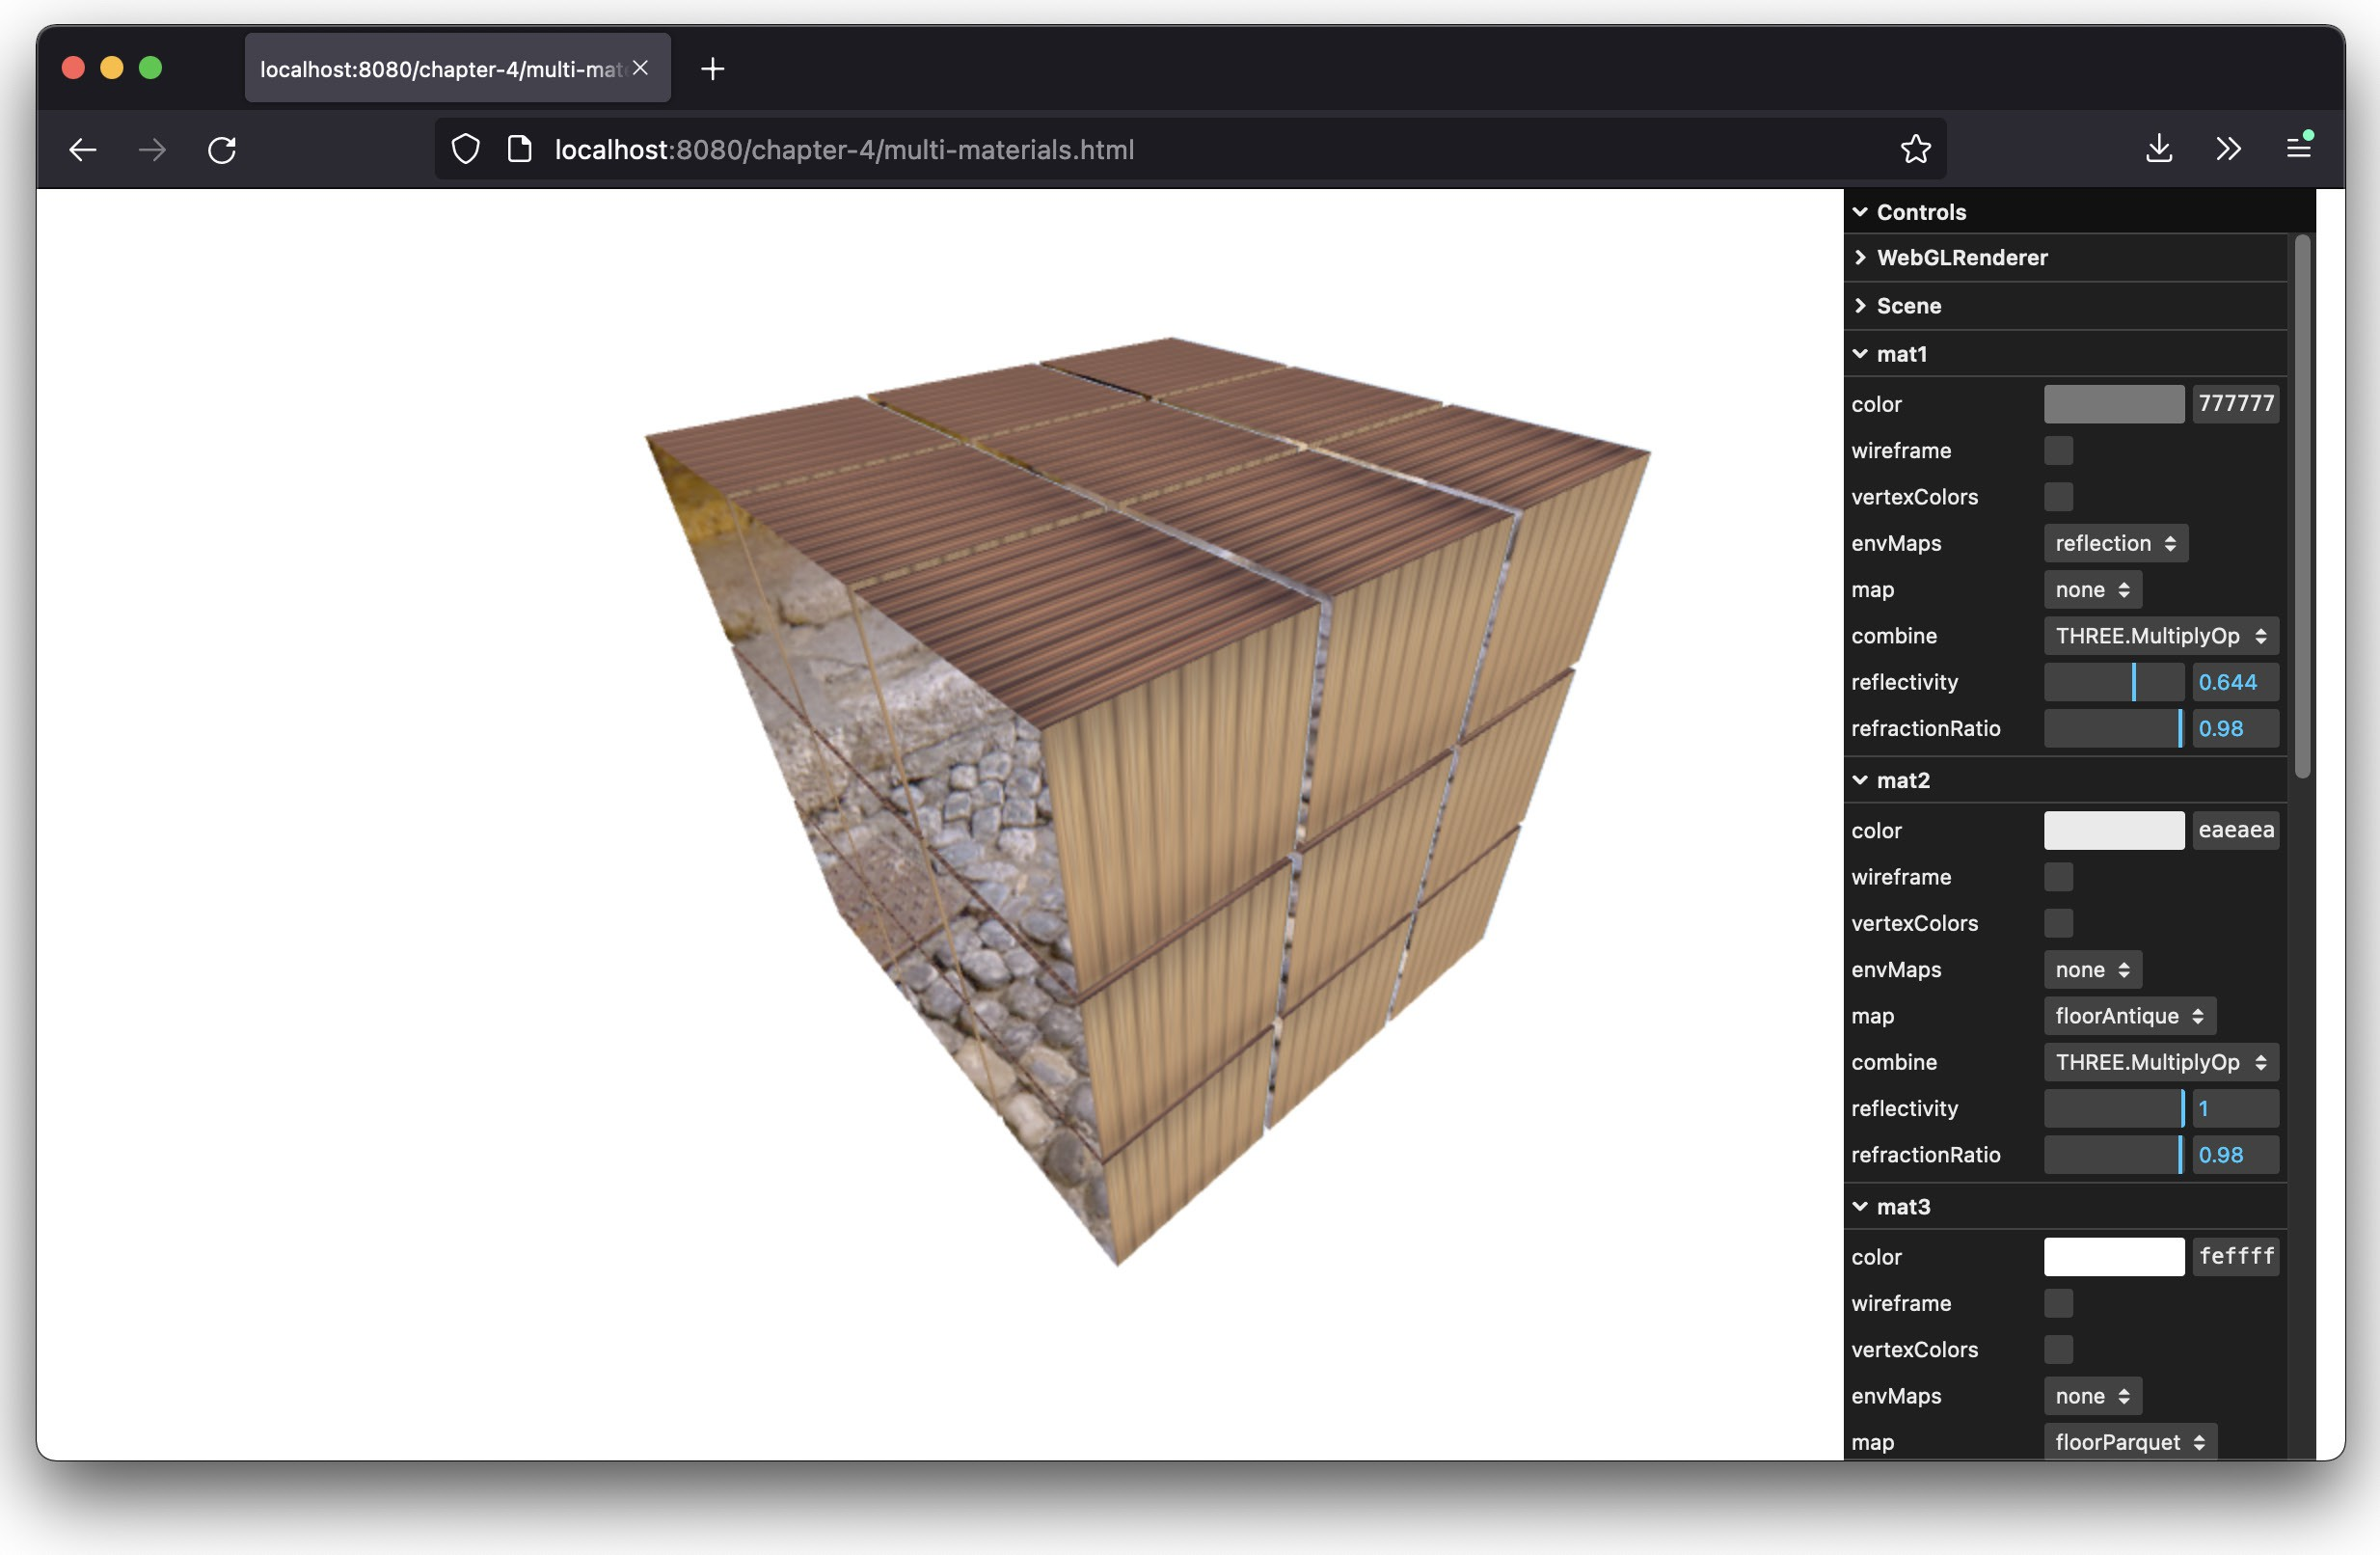 localhost:8080/chapter-4/multi-mat
localhost:8080/chapter-4/multi-materials.html
Controls
WebGLRenderer
Scene
mat1
color 777777
wireframe
vertexColors
envMaps reflection
map none
combine THREE.MultiplyOp
reflectivity 0.644
refractionRatio 0.98
mat2
color eaeaea
wireframe
vertexColors
envMaps none
map floorAntique
combine THREE.MultiplyOp
reflectivity 1
refractionRatio 0.98
mat3
color feffff
wireframe
vertexColors
envMaps none
map floorParquet